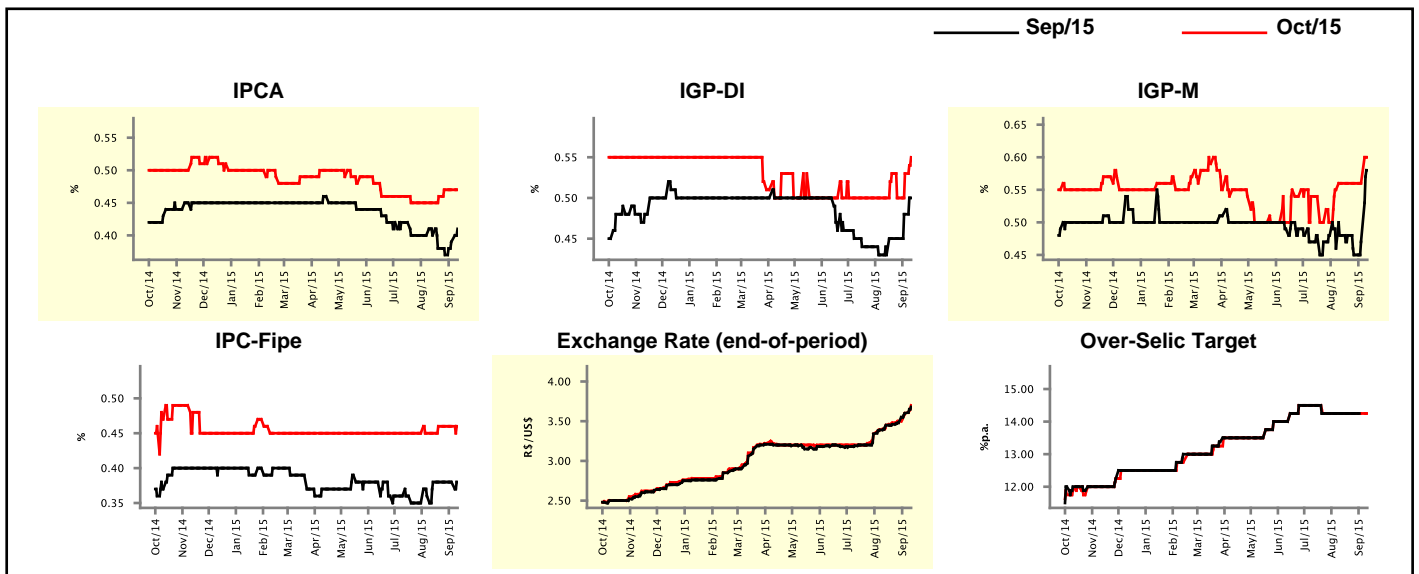 Sep/15 Oct/15
IPCA
%
0.55
0.50
0.45
0.40
Oct/14 Nov/14 Dec/14 Jan/15 Feb/15 Mar/15 Apr/15 May/15 Jun/15 Jul/15 Aug/15 Sep/15
IGP-DI
0.55
0.50
0.45
%
Oct/14 Nov/14 Dec/14 Jan/15 Feb/15 Mar/15 Apr/15 May/15 Jun/15 Jul/15 Aug/15 Sep/15
IGP-M
0.65
0.60
0.55
0.50
0.45
%
Oct/14 Nov/14 Dec/14 Jan/15 Feb/15 Mar/15 Apr/15 May/15 Jun/15 Jul/15 Aug/15 Sep/15
IPC-Fipe
0.50
0.45
0.40
0.35
%
Oct/14 Nov/14 Dec/14 Jan/15 Feb/15 Mar/15 Apr/15 May/15 Jun/15 Jul/15 Aug/15 Sep/15
Exchange Rate (end-of-period)
4.00
3.50
3.00
2.50
R$/US$
Oct/14 Nov/14 Dec/14 Jan/15 Feb/15 Mar/15 Apr/15 May/15 Jun/15 Jul/15 Aug/15 Sep/15
Over-Selic Target
15.00
14.00
13.00
12.00
%p.a.
Oct/14 Nov/14 Dec/14 Jan/15 Feb/15 Mar/15 Apr/15 May/15 Jun/15 Jul/15 Aug/15 Sep/15